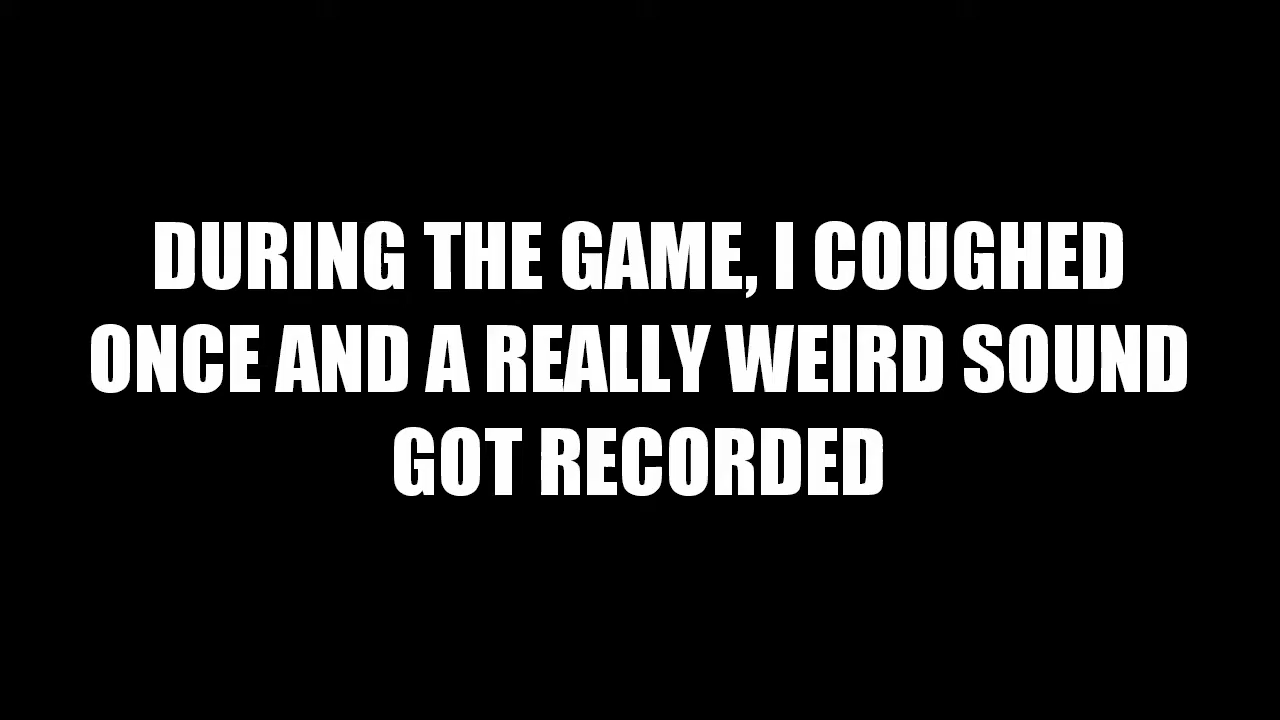 DURING THE GAME, I COUGHED
ONCE AND A REALLY WEIRD SOUND
GOT RECORDED